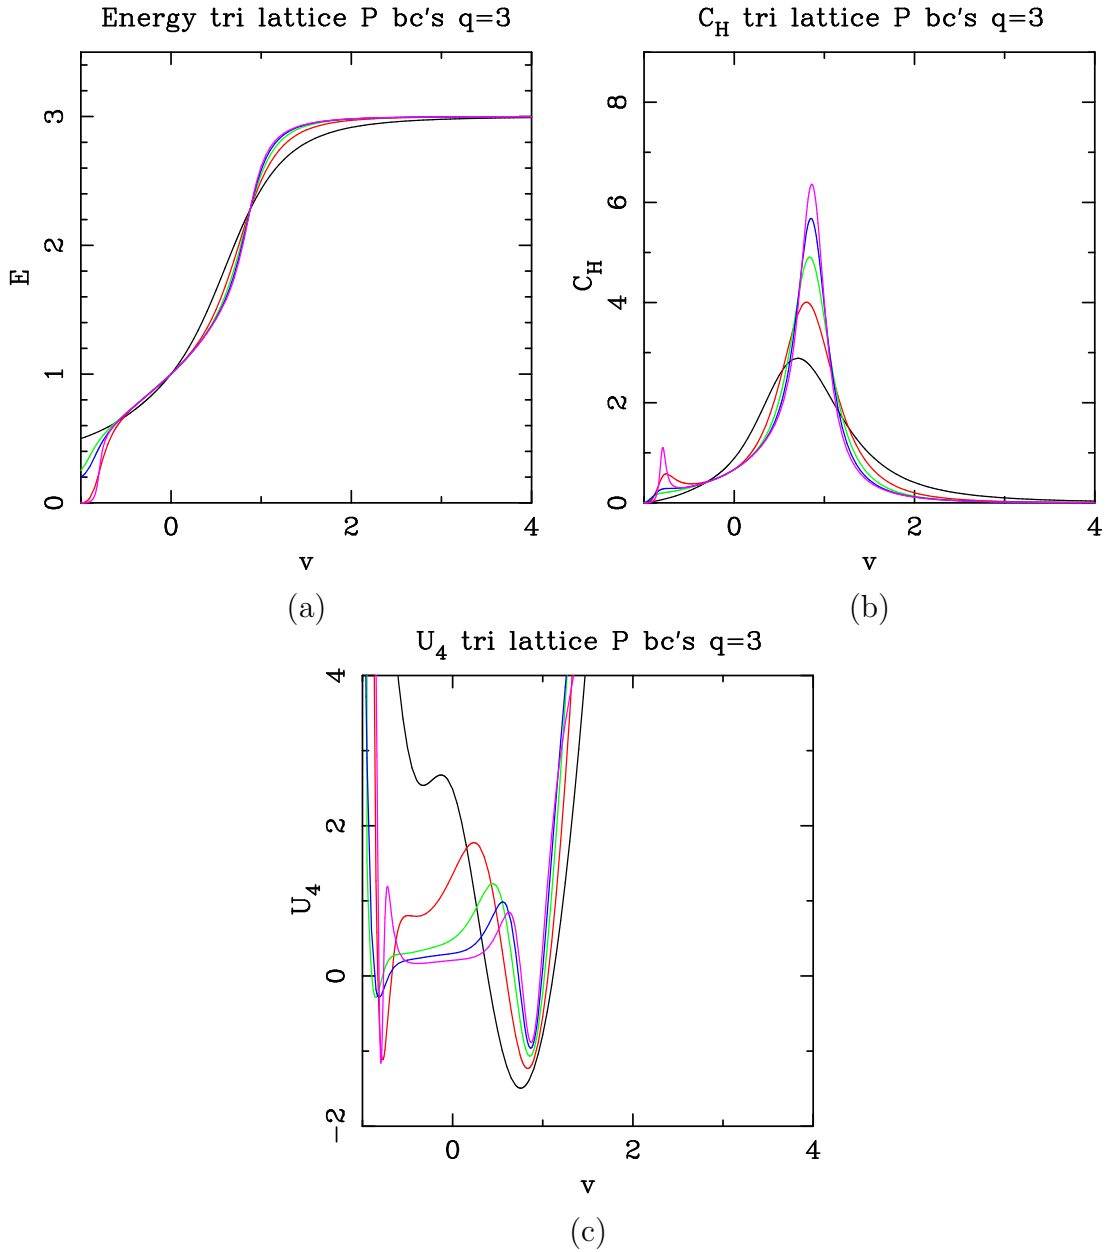 Energy tri lattice P bc's q=3
E
3
2
1
0
0 2 4
v
(a)
C_H tri lattice P bc's q=3
C_H
8
6
4
2
0
0 2 4
v
(b)
U_4 tri lattice P bc's q=3
U_4
4
2
0
−2
0 2 4
v
(c)